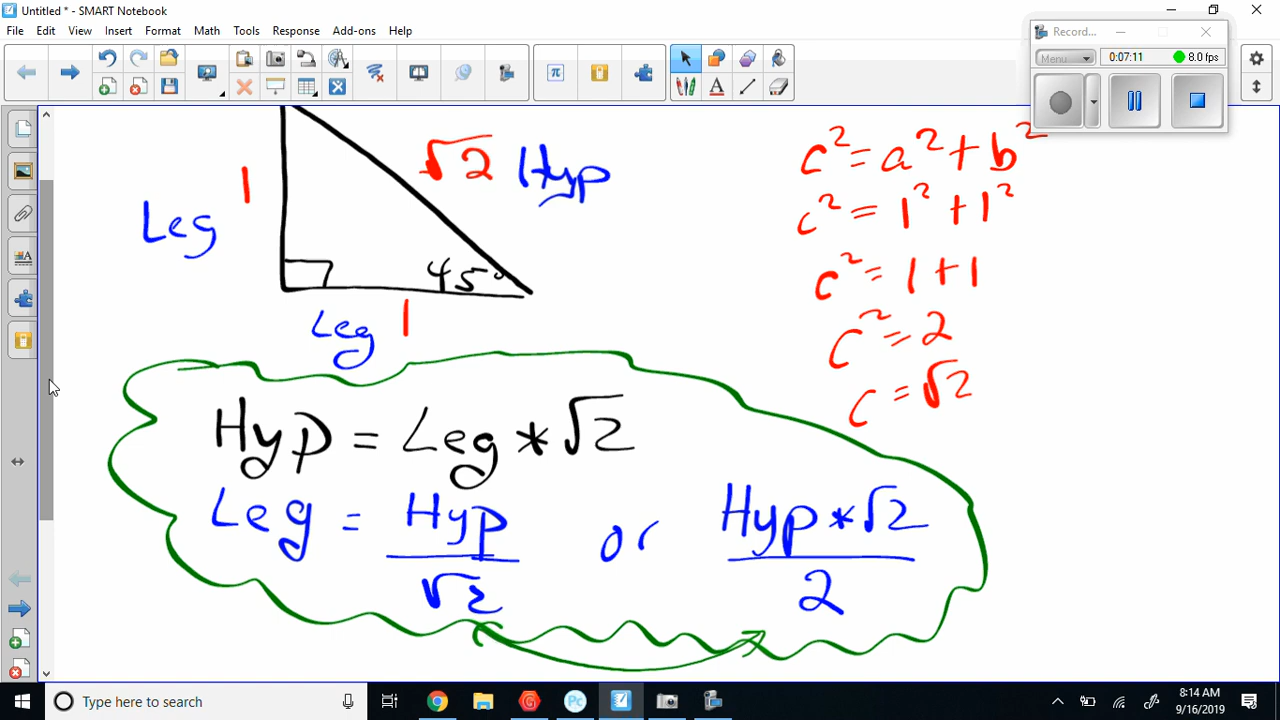 Untitled * - SMART Notebook
File Edit View Insert Format Math Tools Response Add-ons Help
Record...
Menu 0:07:11 8.0 fps
π
A
AA
1
√2 Hyp
Leg
45°
Leg 1
c² = a² + b²
c² = 1² + 1²
c² = 1 + 1
c² = 2
c = √2
Hyp = Leg * √2
Leg = Hyp / √2 or Hyp * √2 / 2
Type here to search
G
Pc
8:14 AM
9/16/2019